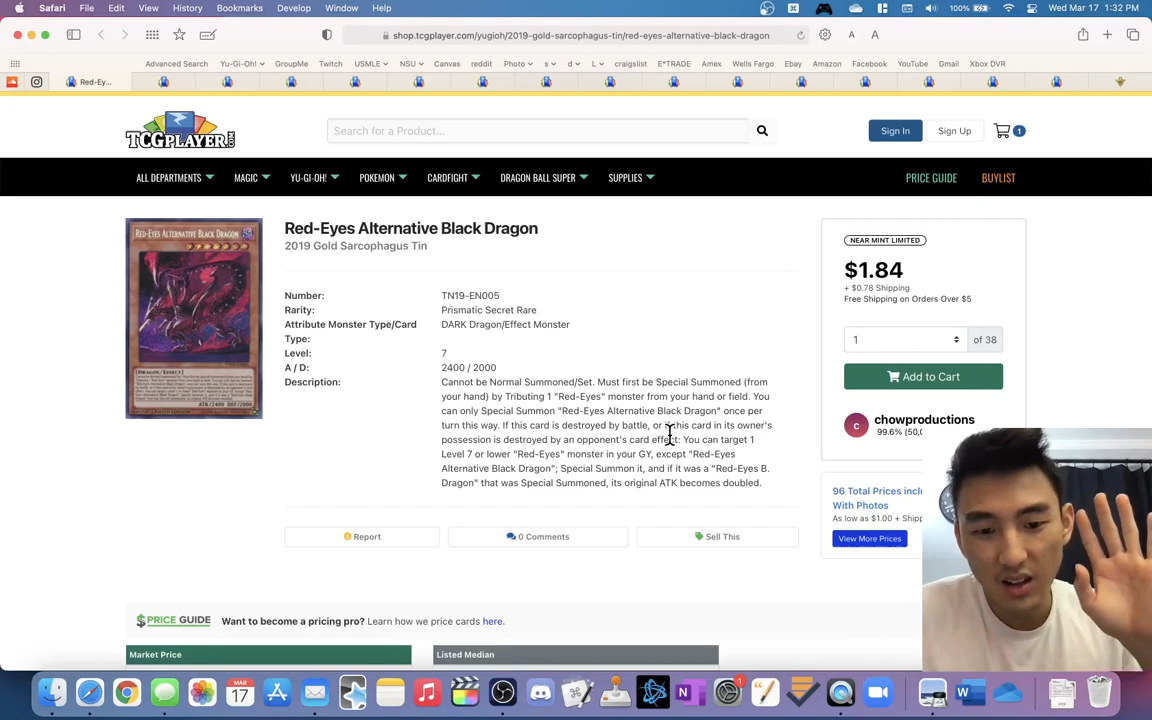 Safari File Edit View History Bookmarks Develop Window Help 100% Wed Mar 17 1:32 PM
shop.tcgplayer.com/yugioh/2019-gold-sarcophagus-tin/red-eyes-alternative-black-dragon A A
Advanced Search Yu-Gi-Oh! GroupMe Twitch USMLE NSU Canvas reddit Photo s d L craigslist E*TRADE Amex Wells Fargo Ebay Amazon Facebook YouTube Gmail Xbox DVR
Red-Ey...
TCGPLAYER.COM
Search for a Product...
Sign In Sign Up 1
ALL DEPARTMENTS MAGIC YU-GI-OH! POKEMON CARDFIGHT DRAGON BALL SUPER SUPPLIES PRICE GUIDE BUYLIST
RED-EYES ALTERNATIVE BLACK DRAGON
Red-Eyes Alternative Black Dragon
2019 Gold Sarcophagus Tin
Number: TN19-EN005
Rarity: Prismatic Secret Rare
Attribute Monster Type/Card DARK Dragon/Effect Monster
Type:
Level: 7
A / D: 2400 / 2000
Description: Cannot be Normal Summoned/Set. Must first be Special Summoned (from
your hand) by Tributing 1 "Red-Eyes" monster from your hand or field. You
can only Special Summon "Red-Eyes Alternative Black Dragon" once per
turn this way. If this card is destroyed by battle, or if this card in its owner's
possession is destroyed by an opponent's card effect: You can target 1
Level 7 or lower "Red-Eyes" monster in your GY, except "Red-Eyes
Alternative Black Dragon"; Special Summon it, and if it was a "Red-Eyes B.
Dragon" that was Special Summoned, its original ATK becomes doubled.
NEAR MINT LIMITED
$1.84
+ $0.78 Shipping
Free Shipping on Orders Over $5
1 of 38
Add to Cart
c chowproductions
99.6% (50,0
96 Total Prices inclu
With Photos
As low as $1.00 + Shipp
View More Prices
Report 0 Comments Sell This
PRICE GUIDE Want to become a pricing pro? Learn how we price cards here.
Market Price Listed Median
MAR
17
1